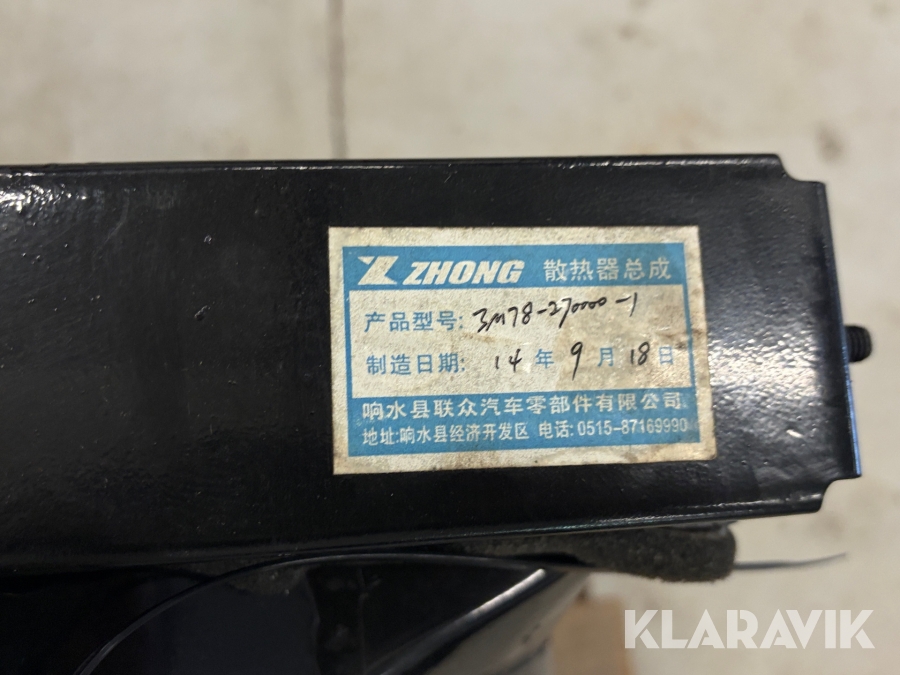 ZHONG 散热器总成
产品型号: 3M78-270000-1
制造日期: 14 年 9 月 18 日
响水县联众汽车零部件有限公司
地址:响水县经济开发区 电话:0515-87169990
KLARAVIK